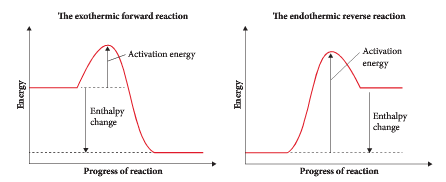 The exothermic forward reaction
Activation energy
Enthalpy
change
Energy
Progress of reaction
The endothermic reverse reaction
Activation
energy
Enthalpy
change
Energy
Progress of reaction